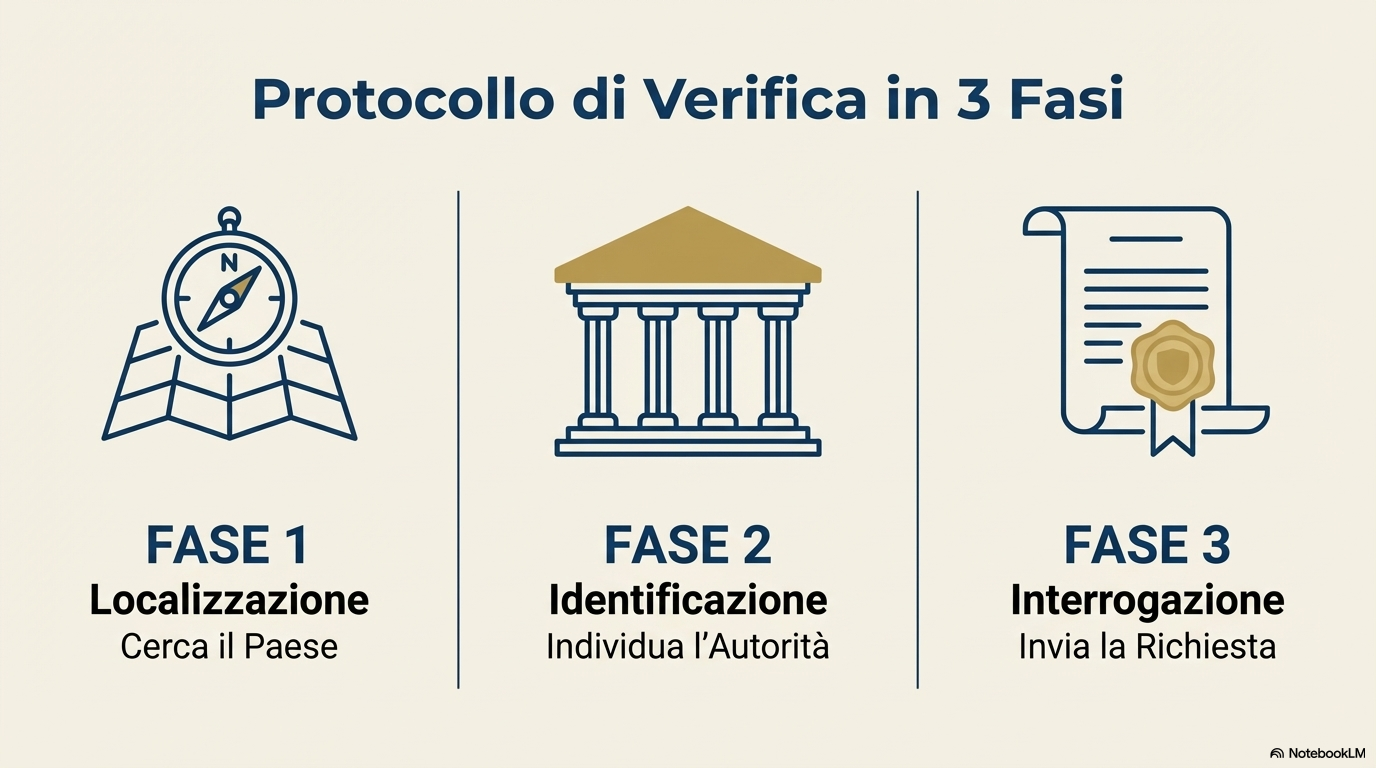 Protocollo di Verifica in 3 Fasi
N
FASE 1
Localizzazione
Cerca il Paese
FASE 2
Identificazione
Individua l’Autorità
FASE 3
Interrogazione
Invia la Richiesta
NotebookLM